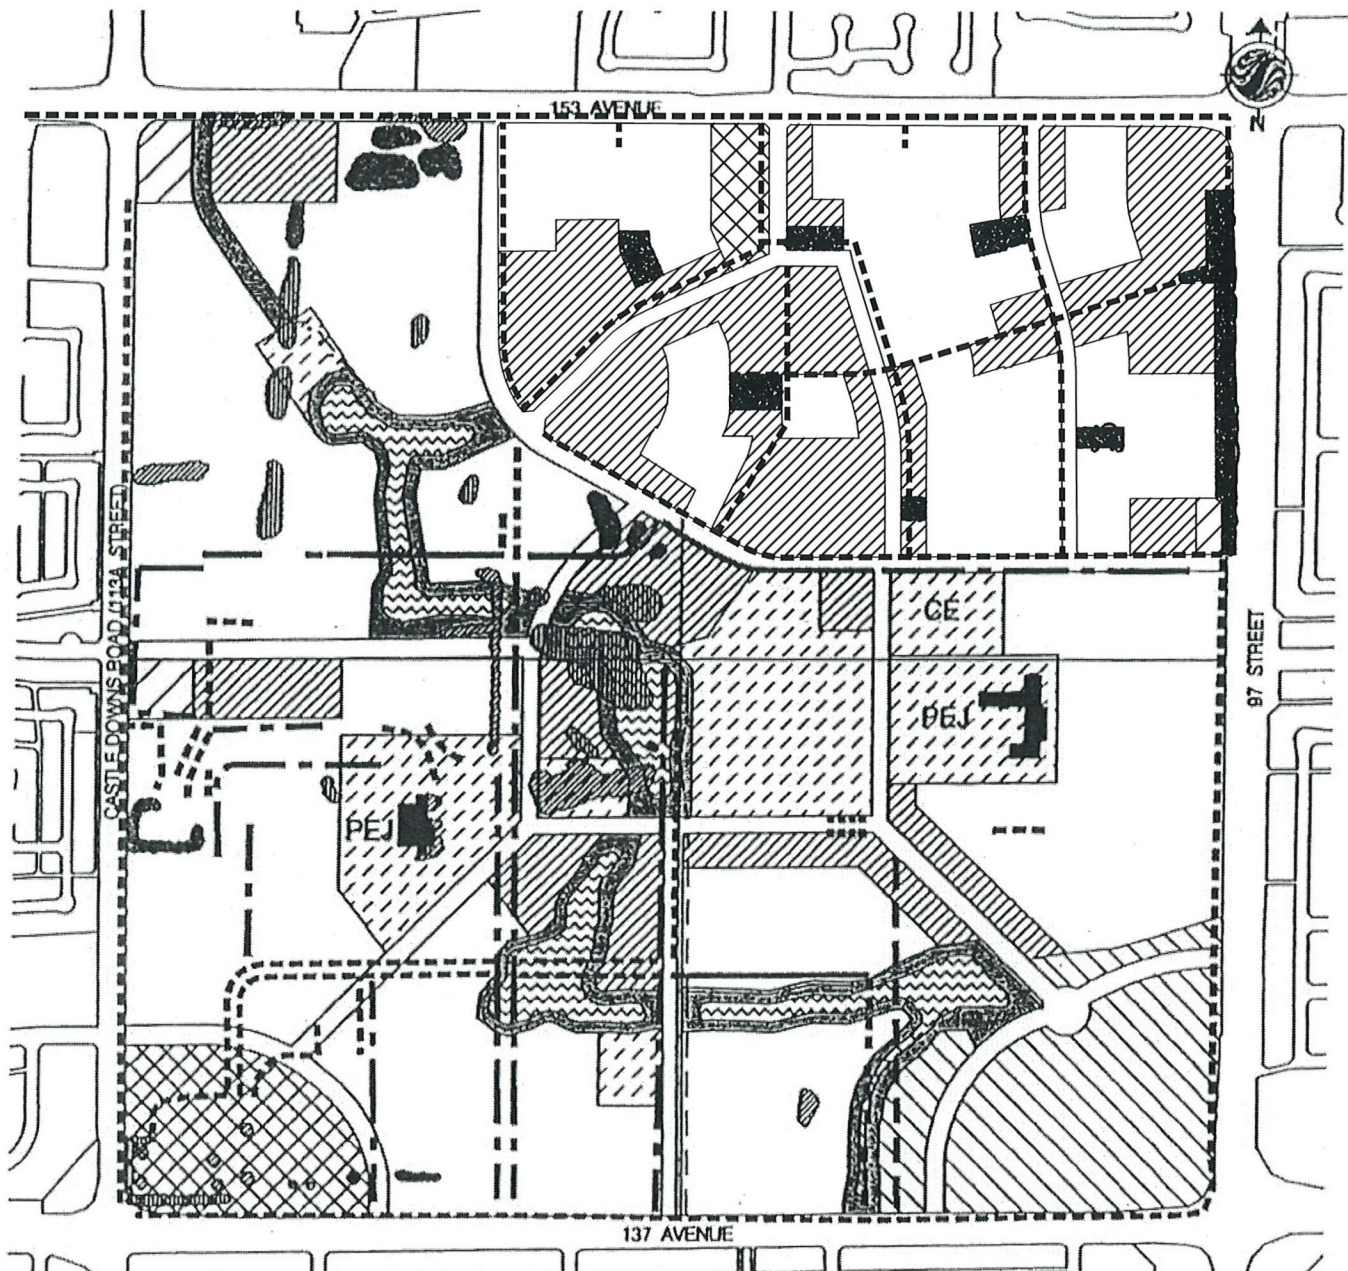 153 AVENUE
N
CE
CASTLE DOWNS ROAD /113A STREET
97 STREET
PEJ
PEJ
137 AVENUE